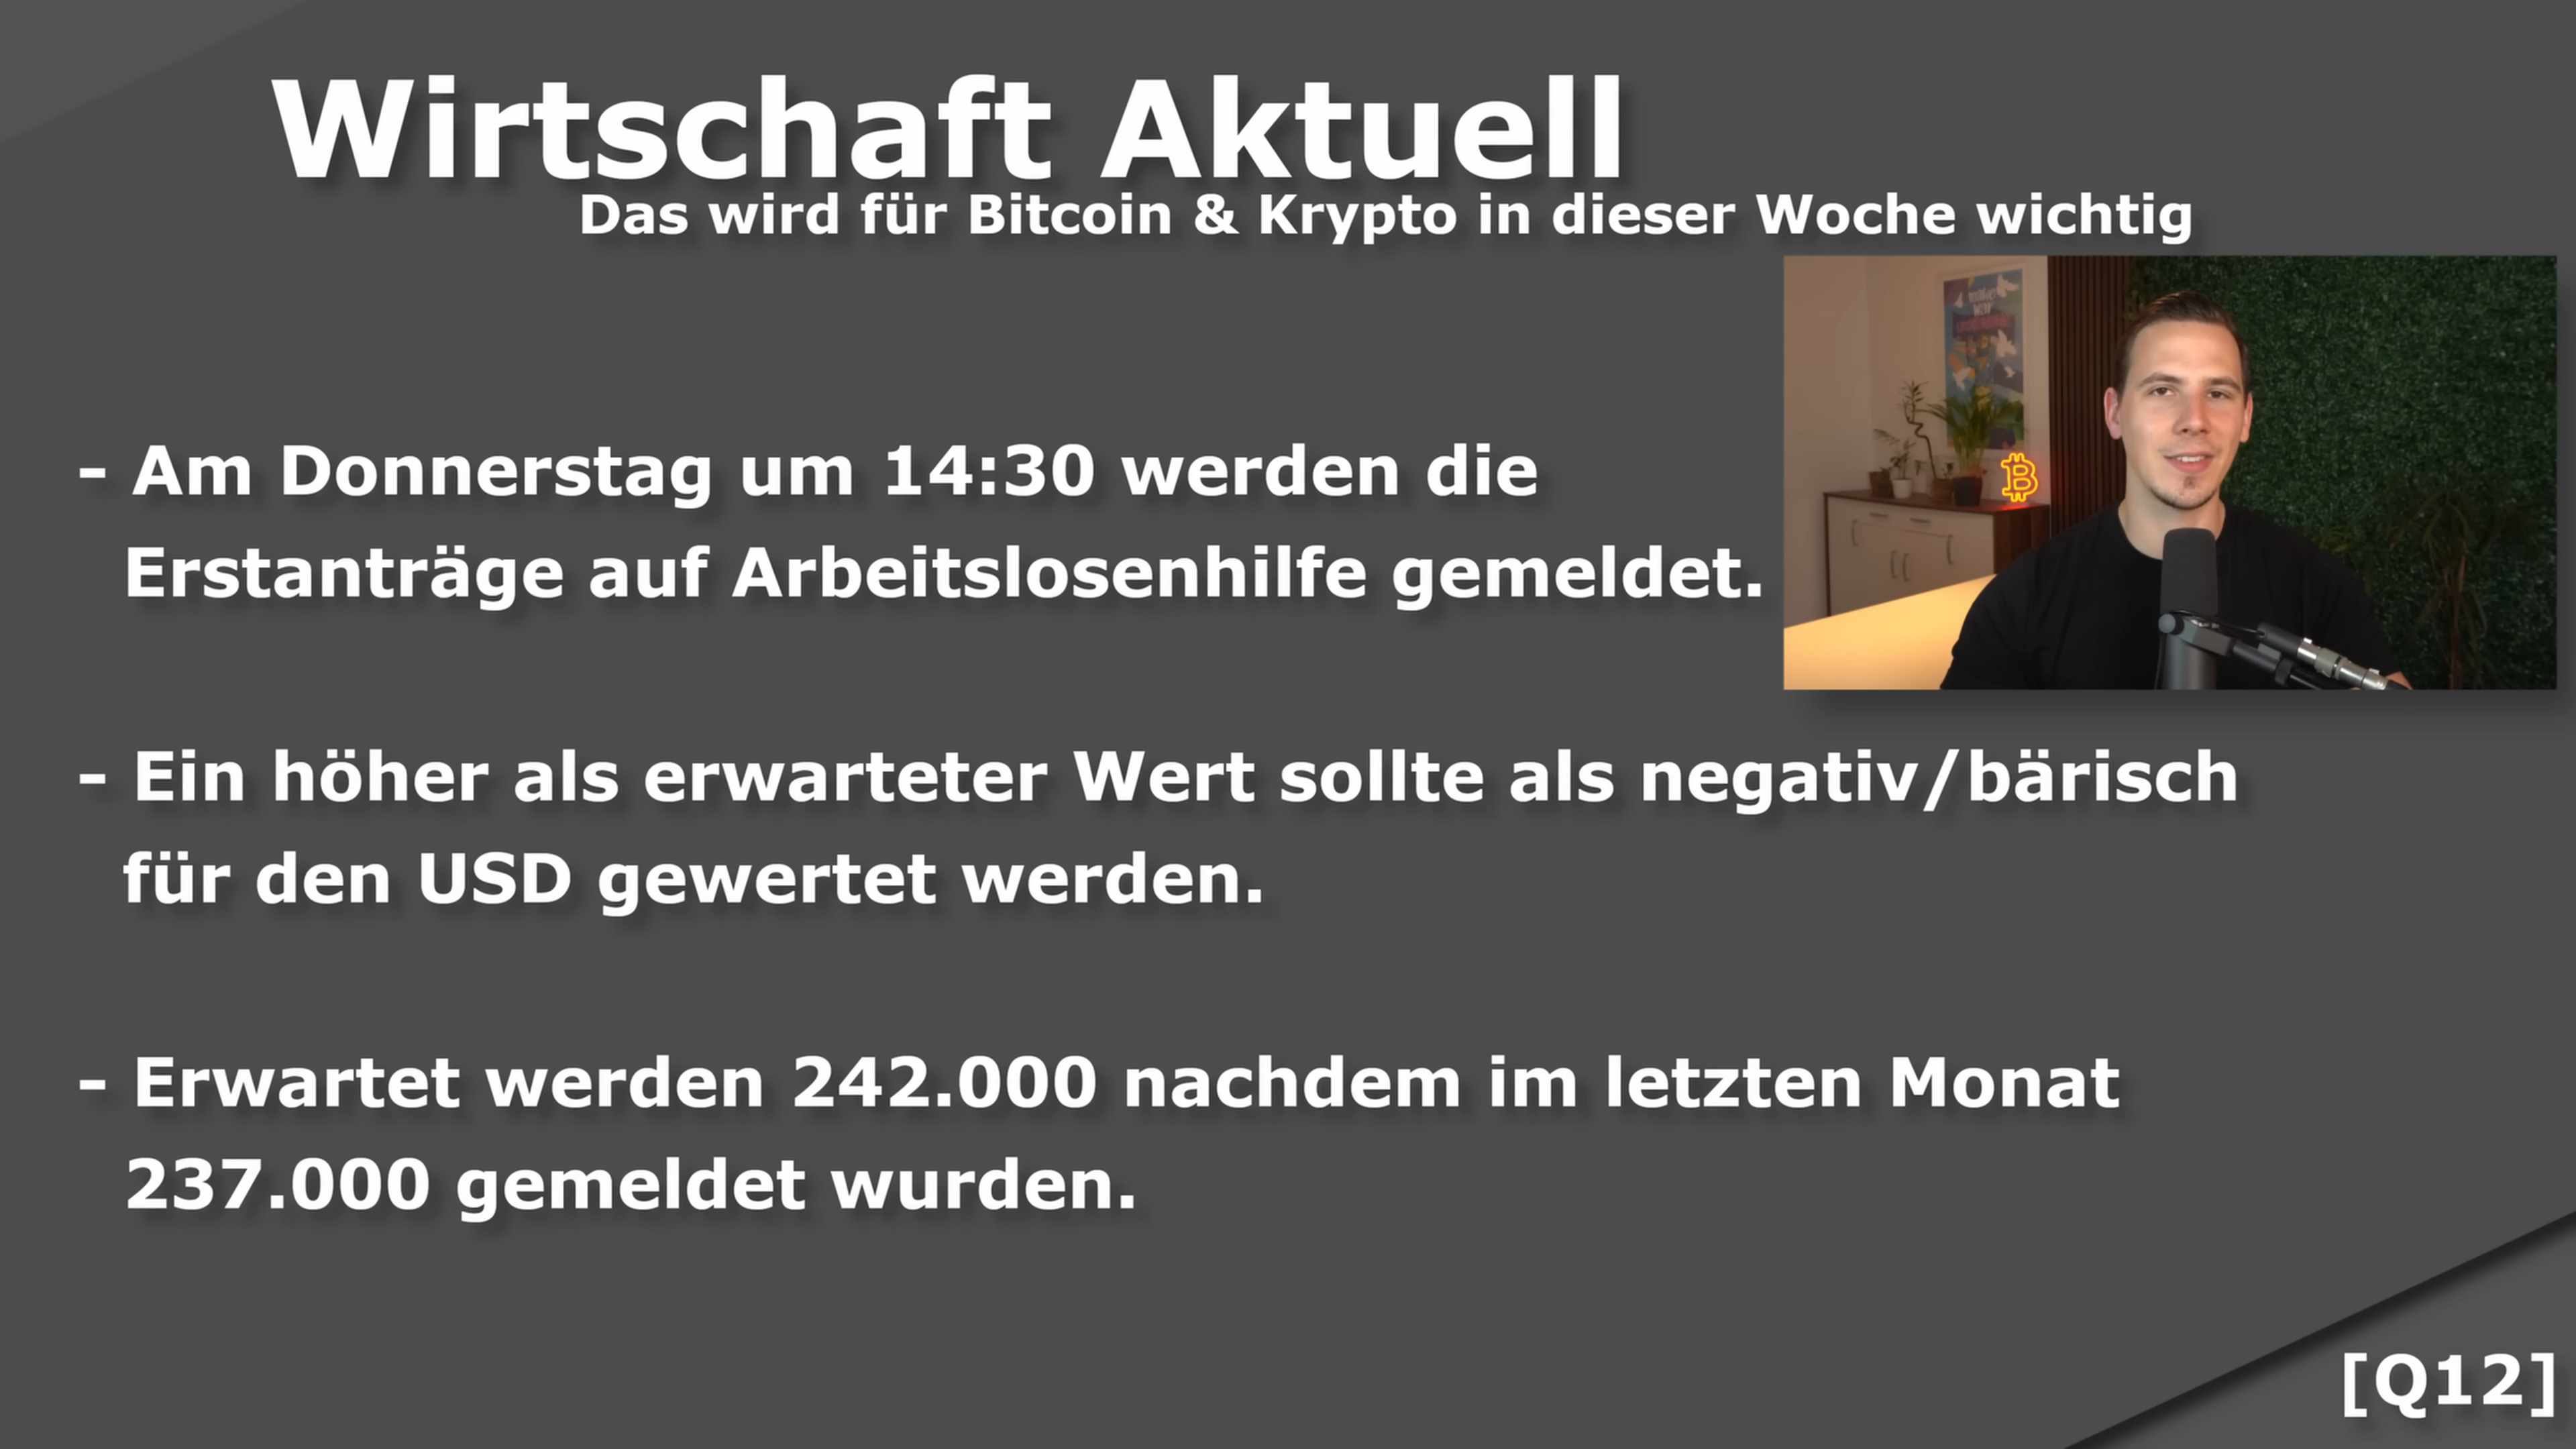 Wirtschaft Aktuell
Das wird für Bitcoin & Krypto in dieser Woche wichtig
- Am Donnerstag um 14:30 werden die
Erstanträge auf Arbeitslosenhilfe gemeldet.
- Ein höher als erwarteter Wert sollte als negativ/bärisch
für den USD gewertet werden.
- Erwartet werden 242.000 nachdem im letzten Monat
237.000 gemeldet wurden.
[Q12]